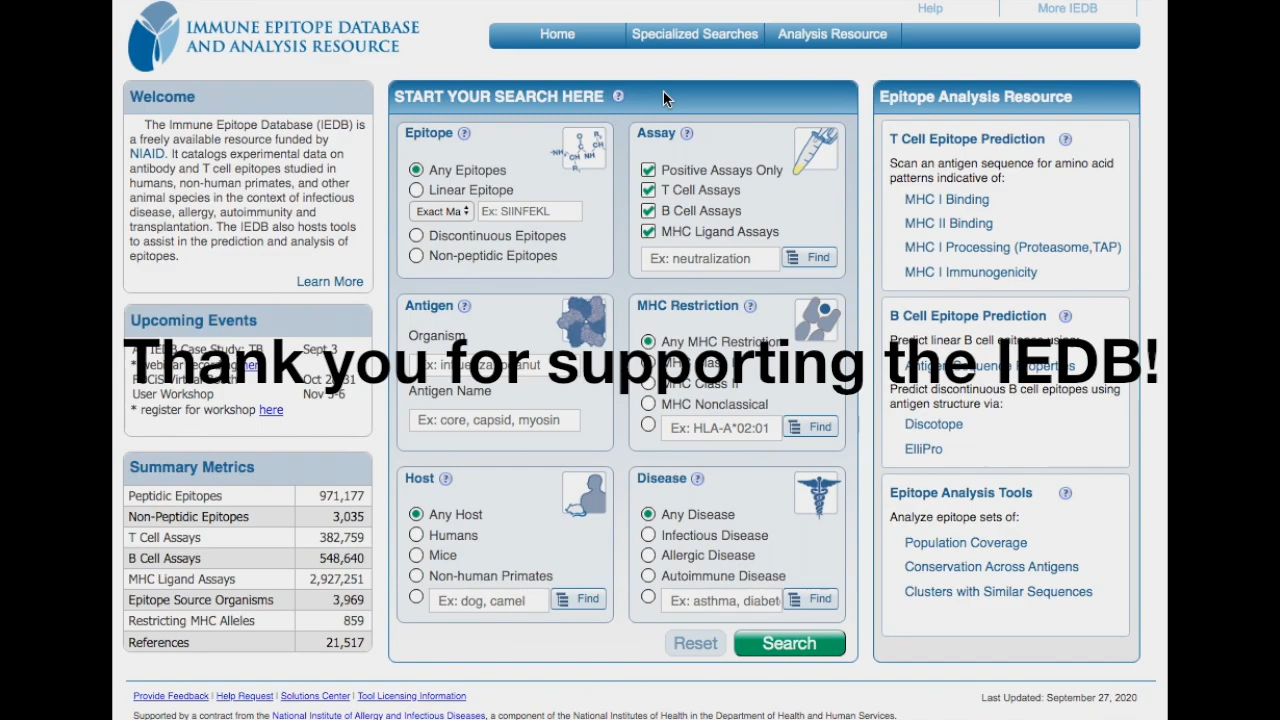 Help
More IEDB
IMMUNE EPITOPE DATABASE
AND ANALYSIS RESOURCE
Home
Specialized Searches
Analysis Resource
Welcome
The Immune Epitope Database (IEDB) is
a freely available resource funded by
NIAID. It catalogs experimental data on
antibody and T cell epitopes studied in
humans, non-human primates, and other
animal species in the context of infectious
disease, allergy, autoimmunity and
transplantation. The IEDB also hosts tools
to assist in the prediction and analysis of
epitopes.
Learn More
Upcoming Events
Sept 3
User Workshop
* register for workshop here
Summary Metrics
Peptidic Epitopes 971,177
Non-Peptidic Epitopes 3,035
T Cell Assays 382,759
B Cell Assays 548,640
MHC Ligand Assays 2,927,251
Epitope Source Organisms 3,969
Restricting MHC Alleles 859
References 21,517
START YOUR SEARCH HERE ?
Epitope ?
Any Epitopes
Linear Epitope
Exact Ma Ex: SIINFEKL
Discontinuous Epitopes
Non-peptidic Epitopes
Assay ?
Positive Assays Only
T Cell Assays
B Cell Assays
MHC Ligand Assays
Ex: neutralization Find
Antigen ?
Organism
Antigen Name
Ex: core, capsid, myosin
MHC Restriction ?
Any MHC Restriction
MHC Nonclassical
Ex: HLA-A*02:01 Find
Thank you for supporting the IEDB!
Host ?
Any Host
Humans
Mice
Non-human Primates
Ex: dog, camel Find
Disease ?
Any Disease
Infectious Disease
Allergic Disease
Autoimmune Disease
Ex: asthma, diabet Find
Reset
Search
Epitope Analysis Resource
T Cell Epitope Prediction ?
Scan an antigen sequence for amino acid
patterns indicative of:
MHC I Binding
MHC II Binding
MHC I Processing (Proteasome,TAP)
MHC I Immunogenicity
B Cell Epitope Prediction ?
Predict linear B cell epitopes using:
Predict discontinuous B cell epitopes using
antigen structure via:
Discotope
ElliPro
Epitope Analysis Tools ?
Analyze epitope sets of:
Population Coverage
Conservation Across Antigens
Clusters with Similar Sequences
Provide Feedback | Help Request | Solutions Center | Tool Licensing Information
Last Updated: September 27, 2020
Supported by a contract from the National Institute of Allergy and Infectious Diseases, a component of the National Institutes of Health in the Department of Health and Human Services.